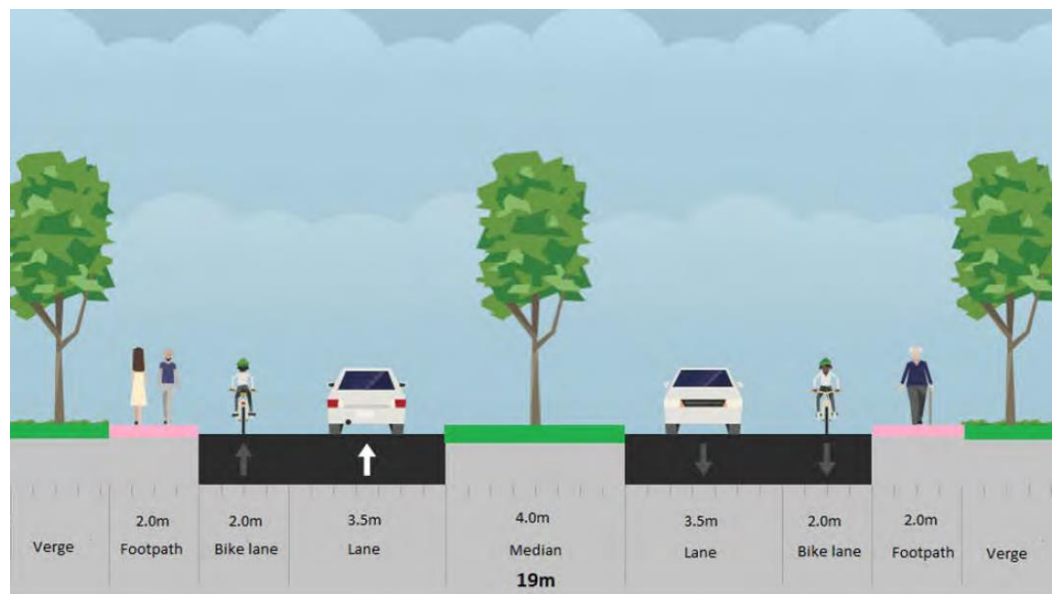 Verge
2.0m
Footpath
2.0m
Bike lane
3.5m
Lane
4.0m
Median
19m
3.5m
Lane
2.0m
Bike lane
2.0m
Footpath
Verge